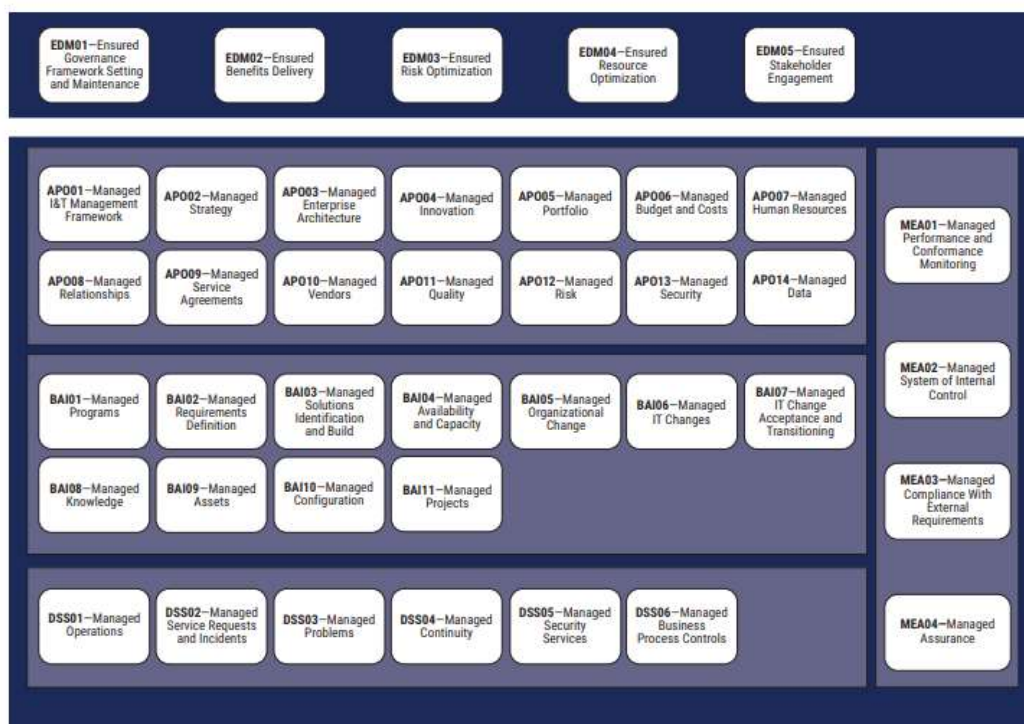 EDM01—Ensured
Governance
Framework Setting
and Maintenance
EDM02—Ensured
Benefits Delivery
EDM03—Ensured
Risk Optimization
EDM04—Ensured
Resource
Optimization
EDM05—Ensured
Stakeholder
Engagement
APO01—Managed
I&T Management
Framework
APO02—Managed
Strategy
APO03—Managed
Enterprise
Architecture
APO04—Managed
Innovation
APO05—Managed
Portfolio
APO06—Managed
Budget and Costs
APO07—Managed
Human Resources
APO08—Managed
Relationships
APO09—Managed
Service
Agreements
APO10—Managed
Vendors
APO11—Managed
Quality
APO12—Managed
Risk
APO13—Managed
Security
APO14—Managed
Data
BAI01—Managed
Programs
BAI02—Managed
Requirements
Definition
BAI03—Managed
Solutions
Identification
and Build
BAI04—Managed
Availability
and Capacity
BAI05—Managed
Organizational
Change
BAI06—Managed
IT Changes
BAI07—Managed
IT Change
Acceptance and
Transitioning
BAI08—Managed
Knowledge
BAI09—Managed
Assets
BAI10—Managed
Configuration
BAI11—Managed
Projects
DSS01—Managed
Operations
DSS02—Managed
Service Requests
and Incidents
DSS03—Managed
Problems
DSS04—Managed
Continuity
DSS05—Managed
Security
Services
DSS06—Managed
Business
Process Controls
MEA01—Managed
Performance and
Conformance
Monitoring
MEA02—Managed
System of Internal
Control
MEA03—Managed
Compliance With
External
Requirements
MEA04—Managed
Assurance